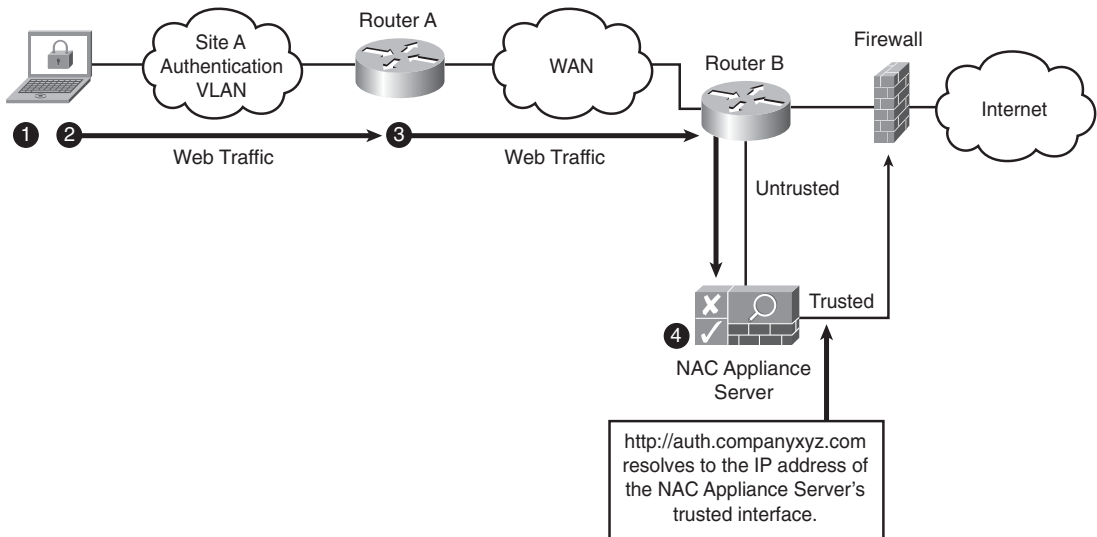 Site A
Authentication
VLAN
Router A
WAN
Router B
Firewall
Internet
1
2
3
Web Traffic
Web Traffic
Untrusted
Trusted
4
NAC Appliance
Server
http://auth.companyxyz.com
resolves to the IP address of
the NAC Appliance Server's
trusted interface.